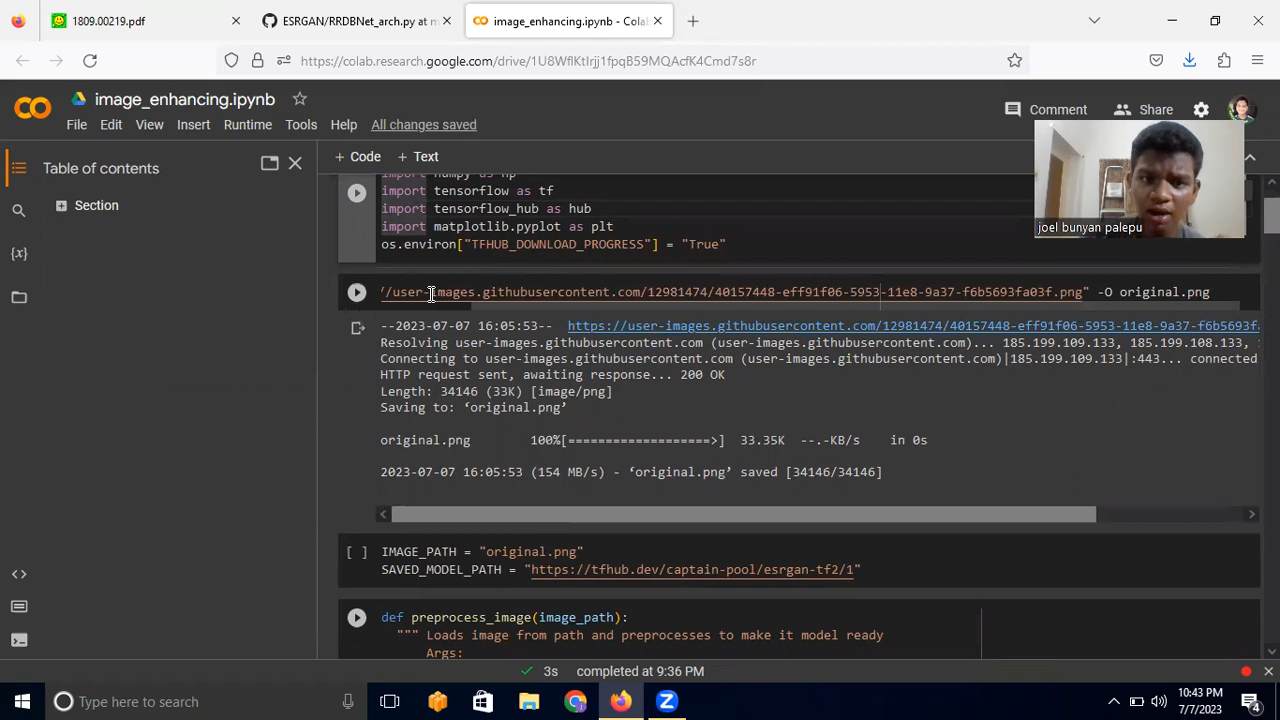 1809.00219.pdf
ESRGAN/RRDBNet_arch.py at m
image_enhancing.ipynb - Colab
https://colab.research.google.com/drive/1U3WflKtIrjj1fpqB59MQAcfK4Cmd7s8r
image_enhancing.ipynb
Comment
Share
File Edit View Insert Runtime Tools Help All changes saved
Table of contents
+ Code + Text
Section
import numpy as np
import tensorflow as tf
import tensorflow_hub as hub
import matplotlib.pyplot as plt
os.environ["TFHUB_DOWNLOAD_PROGRESS"] = "True"
joel bunyan palepu
//user-images.githubusercontent.com/12981474/40157448-eff91f06-5953-11e8-9a37-f6b5693fa03f.png" -O original.png
--2023-07-07 16:05:53-- https://user-images.githubusercontent.com/12981474/40157448-eff91f06-5953-11e8-9a37-f6b5693fa
Resolving user-images.githubusercontent.com (user-images.githubusercontent.com)... 185.199.109.133, 185.199.108.133,
Connecting to user-images.githubusercontent.com (user-images.githubusercontent.com)|185.199.109.133|:443... connected
HTTP request sent, awaiting response... 200 OK
Length: 34146 (33K) [image/png]
Saving to: ‘original.png’
original.png 100%[===================>] 33.35K --.-KB/s in 0s
2023-07-07 16:05:53 (154 MB/s) - ‘original.png’ saved [34146/34146]
[ ] IMAGE_PATH = "original.png"
SAVED_MODEL_PATH = "https://tfhub.dev/captain-pool/esrgan-tf2/1"
def preprocess_image(image_path):
""" Loads image from path and preprocesses to make it model ready
Args:
3s completed at 9:36 PM
Type here to search
10:43 PM
7/7/2023
4